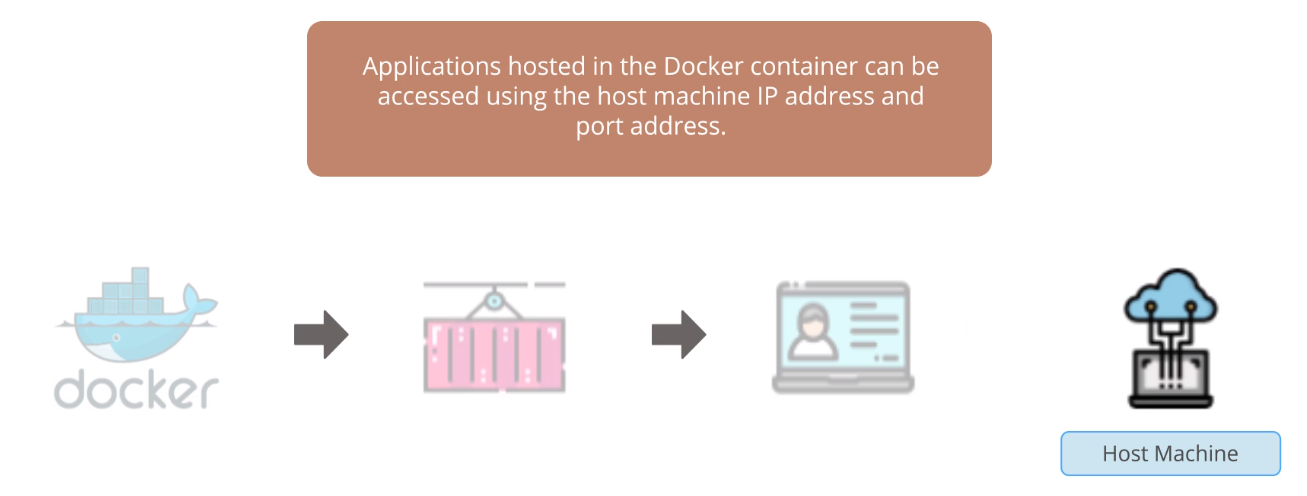 Applications hosted in the Docker container can be
accessed using the host machine IP address and
port address.
docker
Host Machine